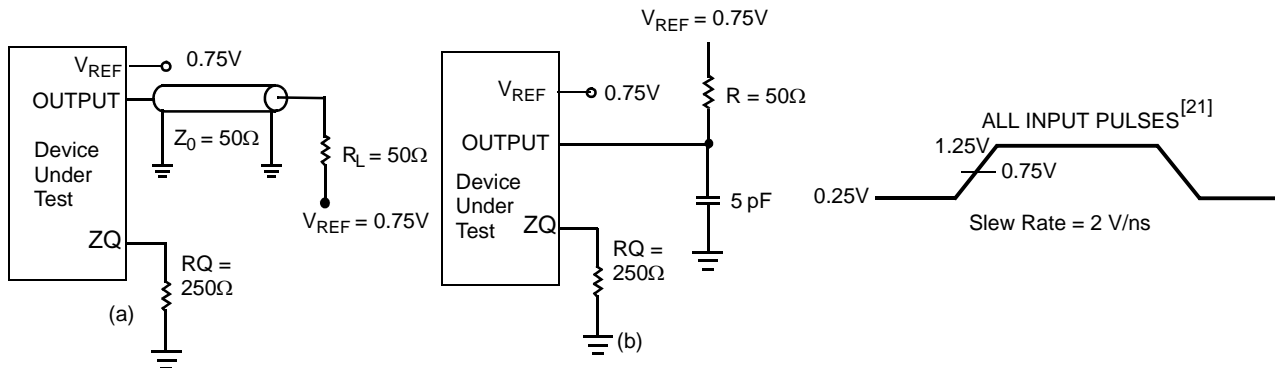 V_REF
0.75V
OUTPUT
Z_0 = 50Ω
Device
Under
Test
R_L = 50Ω
V_REF = 0.75V
ZQ
RQ =
250Ω
(a)
V_REF = 0.75V
R = 50Ω
V_REF
0.75V
OUTPUT
Device
Under
Test
5 pF
ZQ
RQ =
250Ω
(b)
ALL INPUT PULSES[21]
1.25V
0.75V
0.25V
Slew Rate = 2 V/ns